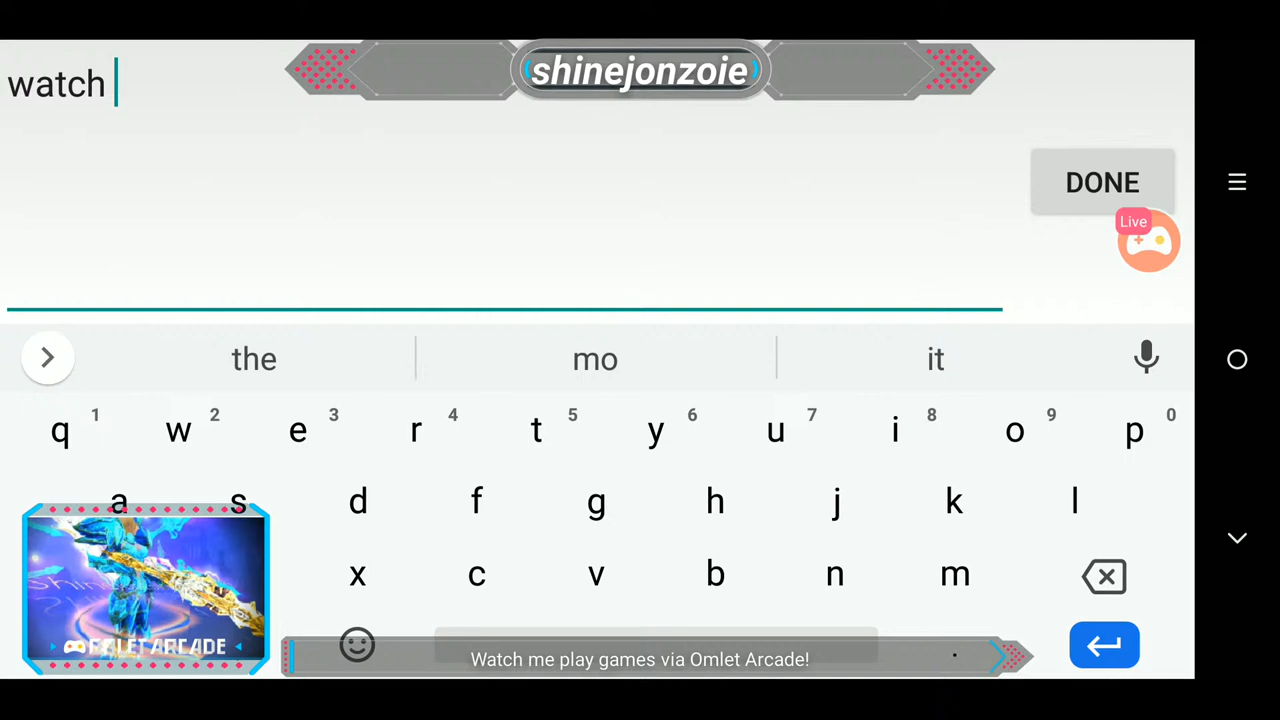 shinejonzoie
watch
DONE
Live
the mo it
q 1 w 2 e 3 r 4 t 5 y 6 u 7 i 8 o 9 p 0
a s d f g h j k l
x c v b n m
OMLET ARCADE
Watch me play games via Omlet Arcade!
.